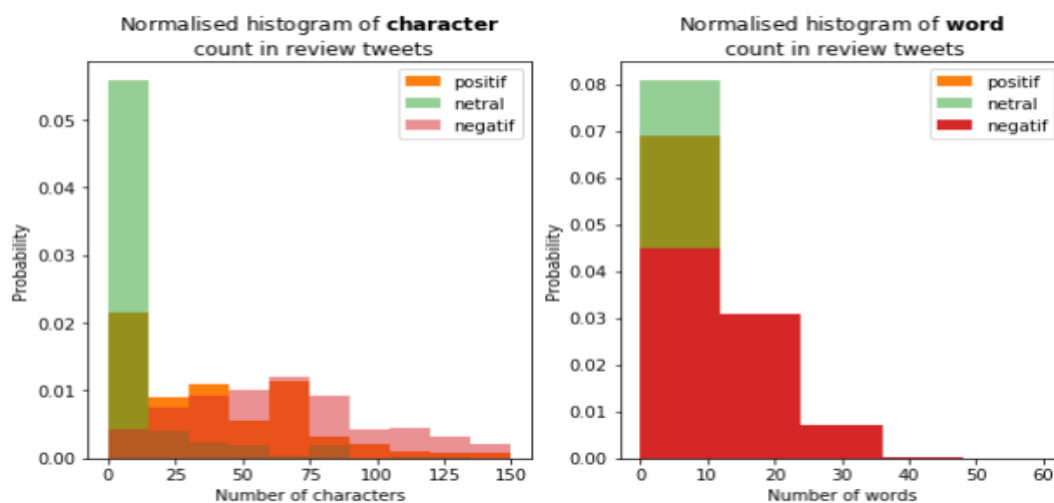 Normalised histogram of character
count in review tweets
positif
netral
negatif
0.05
0.04
0.03
0.02
0.01
0.00
Probability
0 25 50 75 100 125 150
Number of characters
Normalised histogram of word
count in review tweets
positif
netral
negatif
0.08
0.07
0.06
0.05
0.04
0.03
0.02
0.01
0.00
Probability
0 10 20 30 40 50 60
Number of words